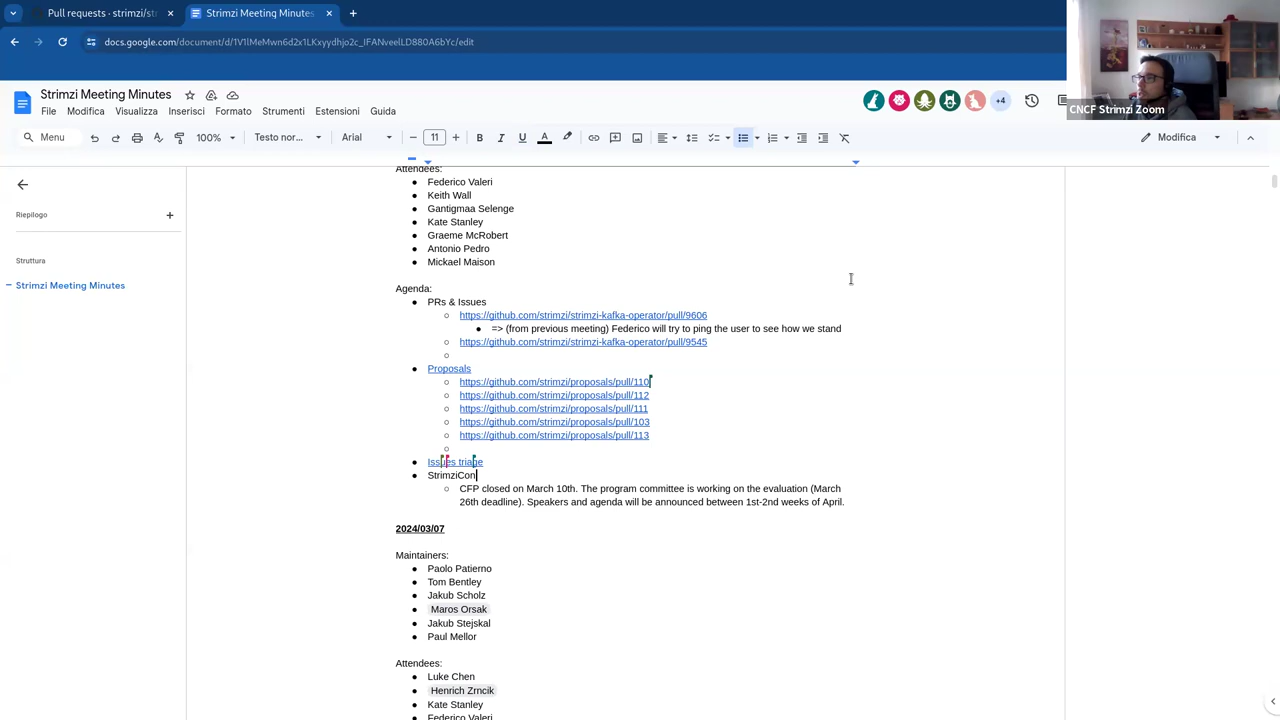 Pull requests · strimzi/str
Strimzi Meeting Minutes
docs.google.com/document/d/1V1lMeMwn6d2x1LKxyydhjo2c_IFANveelLD880A6bYc/edit
CNCF Strimzi Zoom
Strimzi Meeting Minutes
File Modifica Visualizza Inserisci Formato Strumenti Estensioni Guida
+4
Menu 100% Testo nor... Arial 11 B I U A Modifica
Riepilogo
Struttura
Strimzi Meeting Minutes
Attendees:
Federico Valeri
Keith Wall
Gantigmaa Selenge
Kate Stanley
Graeme McRobert
Antonio Pedro
Mickael Maison
Agenda:
PRs & Issues
https://github.com/strimzi/strimzi-kafka-operator/pull/9606
=> (from previous meeting) Federico will try to ping the user to see how we stand
https://github.com/strimzi/strimzi-kafka-operator/pull/9545
Proposals
https://github.com/strimzi/proposals/pull/110
https://github.com/strimzi/proposals/pull/112
https://github.com/strimzi/proposals/pull/111
https://github.com/strimzi/proposals/pull/103
https://github.com/strimzi/proposals/pull/113
Issues triage
StrimziCon
CFP closed on March 10th. The program committee is working on the evaluation (March
26th deadline). Speakers and agenda will be announced between 1st-2nd weeks of April.
2024/03/07
Maintainers:
Paolo Patierno
Tom Bentley
Jakub Scholz
Maros Orsak
Jakub Stejskal
Paul Mellor
Attendees:
Luke Chen
Henrich Zrncik
Kate Stanley
Federico Valeri